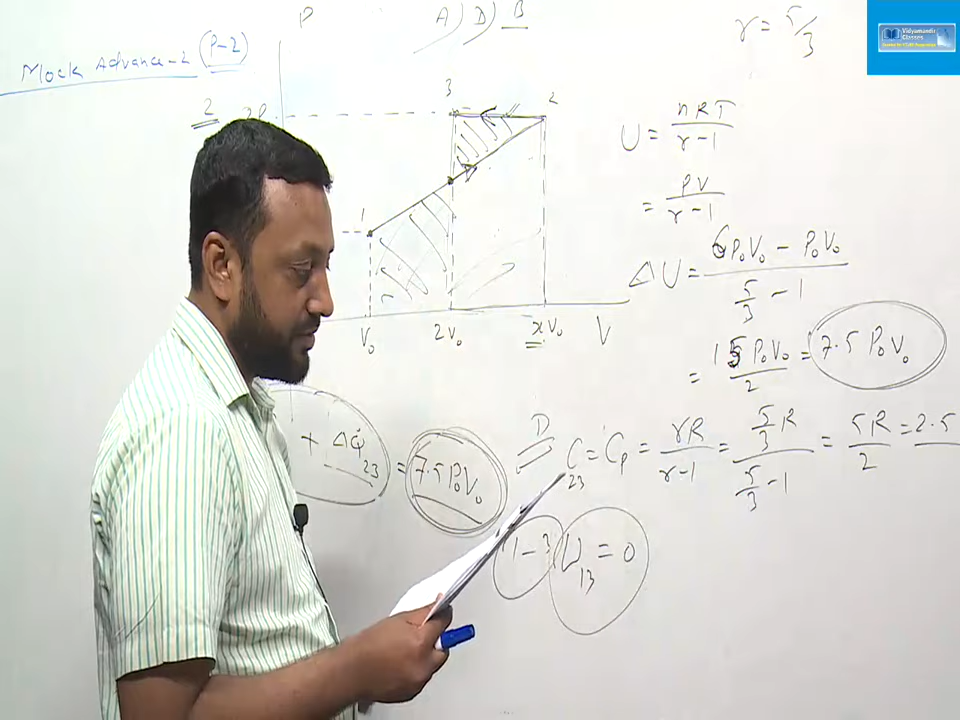 Mock Advance-2 (P-2)
P
A) D) B
γ = 5/3
2
3
2
1
V₀
2V₀
xV₀
V
U = nRT/γ-1
= PV/γ-1
ΔU = 6P₀V₀ - P₀V₀ / 5/3 - 1
= 15P₀V₀/2 = 7.5 P₀V₀
+ ΔQ₂₃ = 7.5P₀V₀
D
C₂₃ = Cₚ = γR/γ-1 = 5/3 R / 5/3 - 1 = 5R/2 = 2.5
1-3
U₁₃ = 0
Vidyamandir
Classes